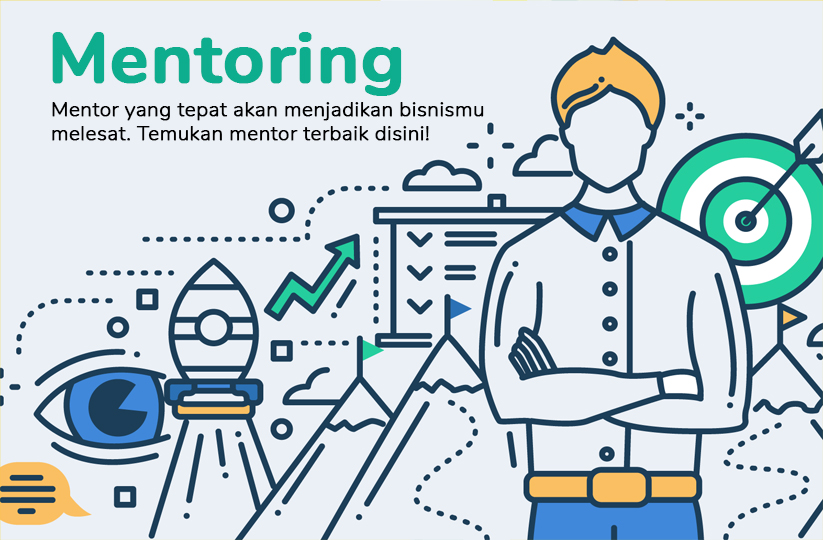 Mentoring
Mentor yang tepat akan menjadikan bisnismu
melesat. Temukan mentor terbaik disini!